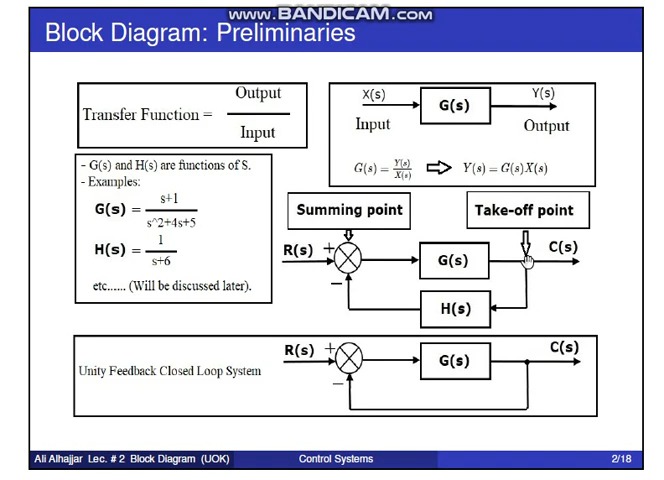 WWW.BANDICAM.COM
Block Diagram: Preliminaries
Transfer Function = Output
Input
X(s) G(s) Y(s)
Input Output
G(s) = Y(s)/X(s) ⇨ Y(s) = G(s)X(s)
- G(s) and H(s) are functions of S.
- Examples:
G(s) = s+1
s^2+4s+5
H(s) = 1
s+6
etc...... (Will be discussed later).
Summing point Take-off point
R(s) + G(s) C(s)
−
H(s)
Unity Feedback Closed Loop System
R(s) + G(s) C(s)
−
Ali Alhajjar Lec. # 2 Block Diagram (UOK) Control Systems 2/18